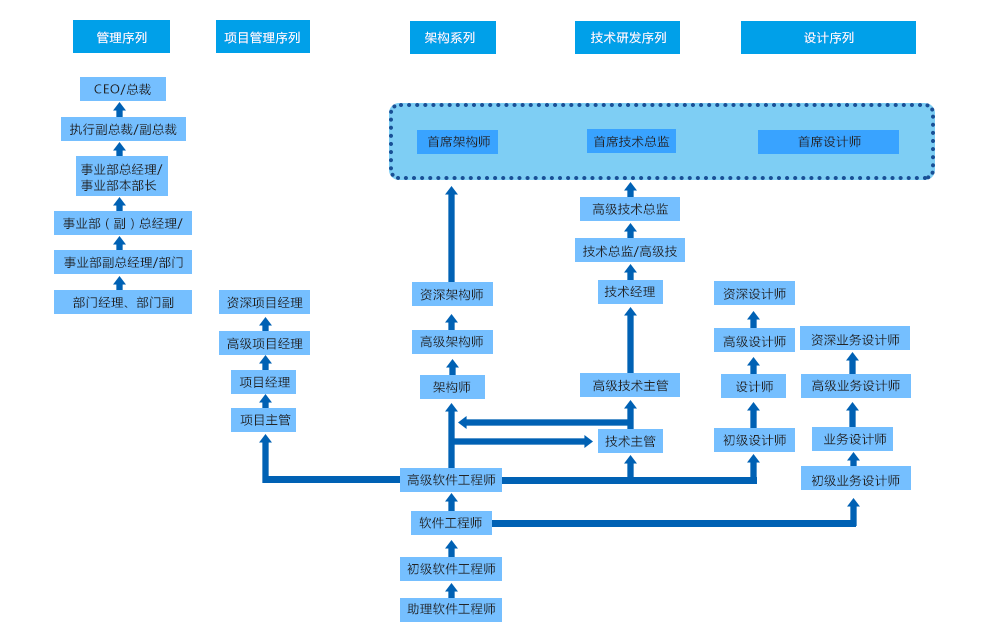 管理序列
项目管理序列
架构系列
技术研发序列
设计序列
CEO/总裁
执行副总裁/副总裁
事业部总经理/
事业部本部长
事业部（副）总经理/
事业部副总经理/部门
部门经理、部门副
资深项目经理
高级项目经理
项目经理
项目主管
首席架构师
首席技术总监
首席设计师
高级技术总监
技术总监/高级技
技术经理
高级技术主管
技术主管
资深架构师
高级架构师
架构师
资深设计师
高级设计师
设计师
初级设计师
资深业务设计师
高级业务设计师
业务设计师
初级业务设计师
高级软件工程师
软件工程师
初级软件工程师
助理软件工程师